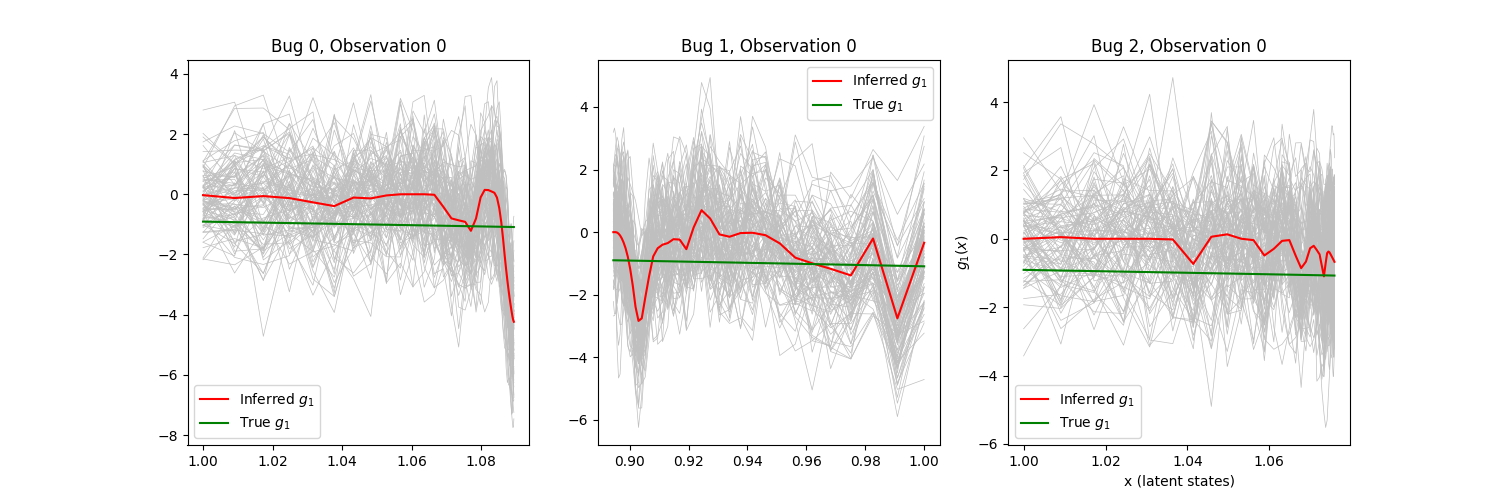 Bug 0, Observation 0
4
2
0
−2
−4
−6
−8
1.00 1.02 1.04 1.06 1.08
Inferred g₁
True g₁
Bug 1, Observation 0
4
2
0
−2
−4
−6
0.90 0.92 0.94 0.96 0.98 1.00
Inferred g₁
True g₁
Bug 2, Observation 0
g₁(x)
4
2
0
−2
−4
−6
1.00 1.02 1.04 1.06
x (latent states)
Inferred g₁
True g₁